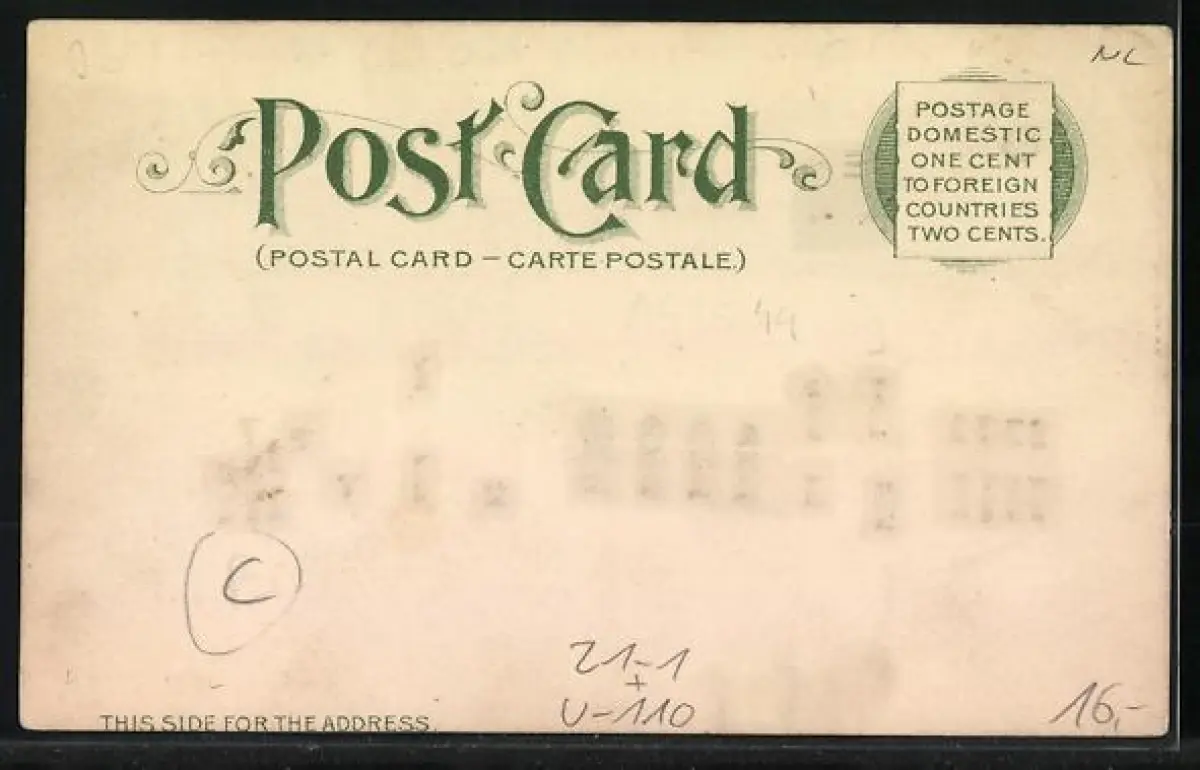 NL
Post Card
(POSTAL CARD — CARTE POSTALE.)
POSTAGE
DOMESTIC
ONE CENT
TO FOREIGN
COUNTRIES
TWO CENTS.
44
C
21-1
+
U-110
16,-
THIS SIDE FOR THE ADDRESS.